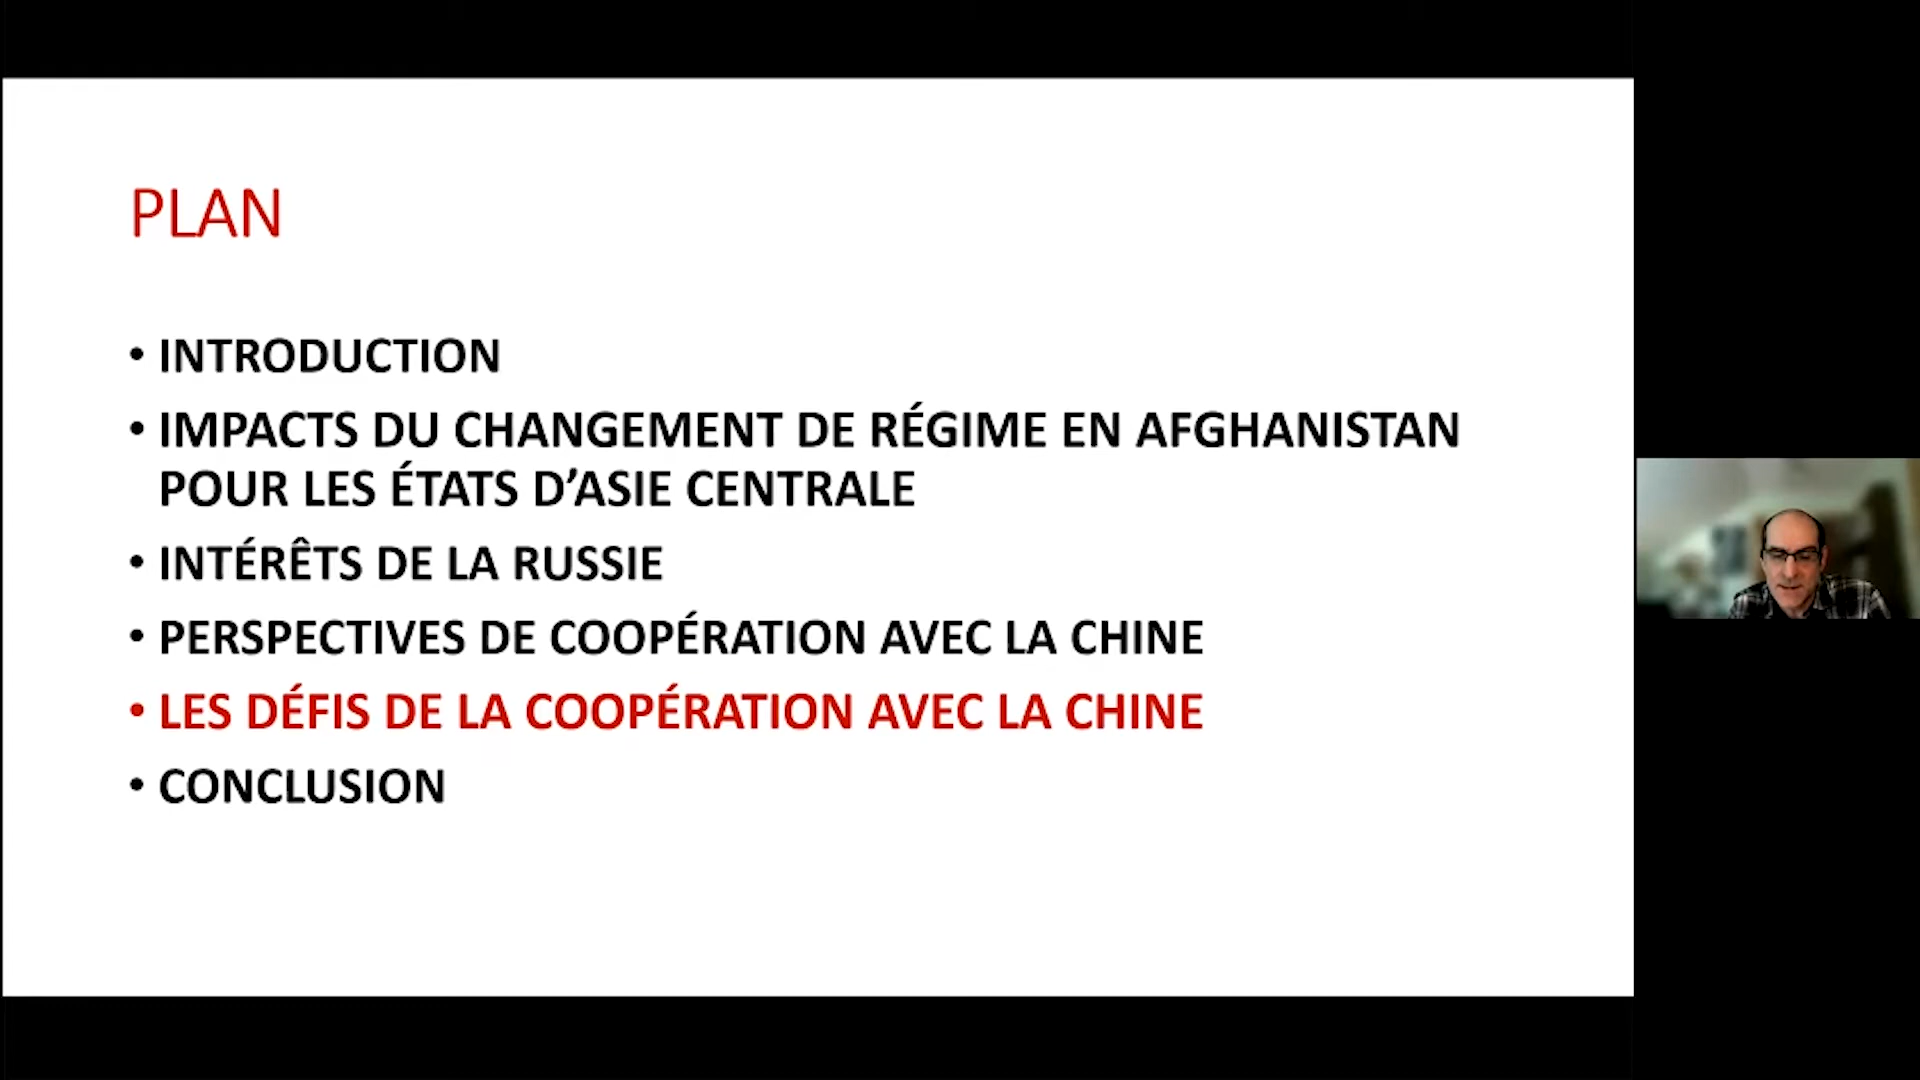 PLAN
• INTRODUCTION
• IMPACTS DU CHANGEMENT DE RÉGIME EN AFGHANISTAN
POUR LES ÉTATS D’ASIE CENTRALE
• INTÉRÊTS DE LA RUSSIE
• PERSPECTIVES DE COOPÉRATION AVEC LA CHINE
• LES DÉFIS DE LA COOPÉRATION AVEC LA CHINE
• CONCLUSION